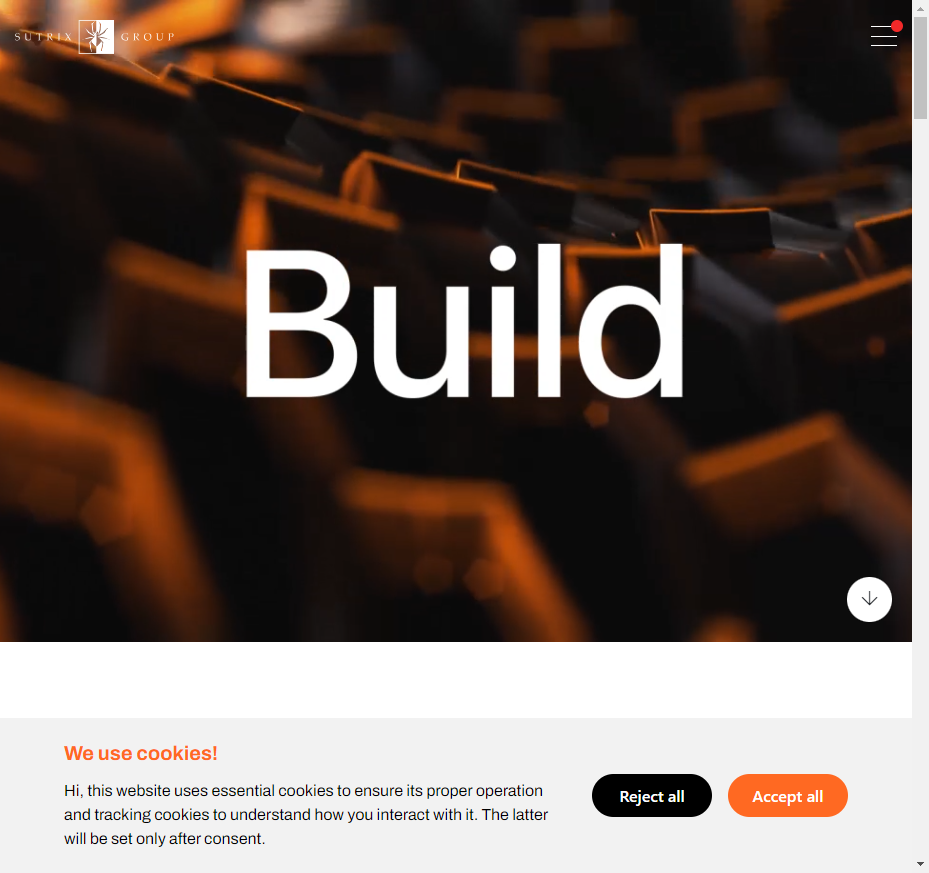 SUTRIX GROUP
Build
We use cookies!
Hi, this website uses essential cookies to ensure its proper operation
and tracking cookies to understand how you interact with it. The latter
will be set only after consent.
Reject all
Accept all